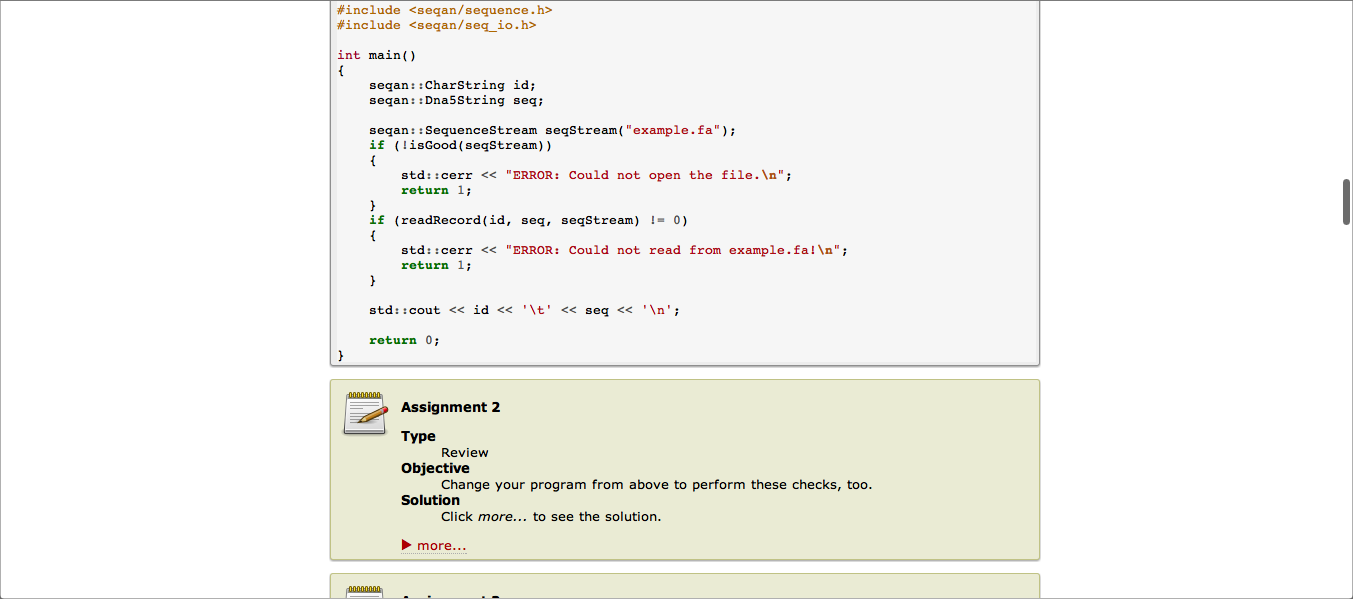 #include <seqan/sequence.h>
#include <seqan/seq_io.h>
int main()
{
    seqan::CharString id;
    seqan::Dna5String seq;
    seqan::SequenceStream seqStream("example.fa");
    if (!isGood(seqStream))
    {
        std::cerr << "ERROR: Could not open the file.\n";
        return 1;
    }
    if (readRecord(id, seq, seqStream) != 0)
    {
        std::cerr << "ERROR: Could not read from example.fa!\n";
        return 1;
    }
    std::cout << id << '\t' << seq << '\n';
    return 0;
}
Assignment 2
Type
Review
Objective
Change your program from above to perform these checks, too.
Solution
Click more... to see the solution.
more...